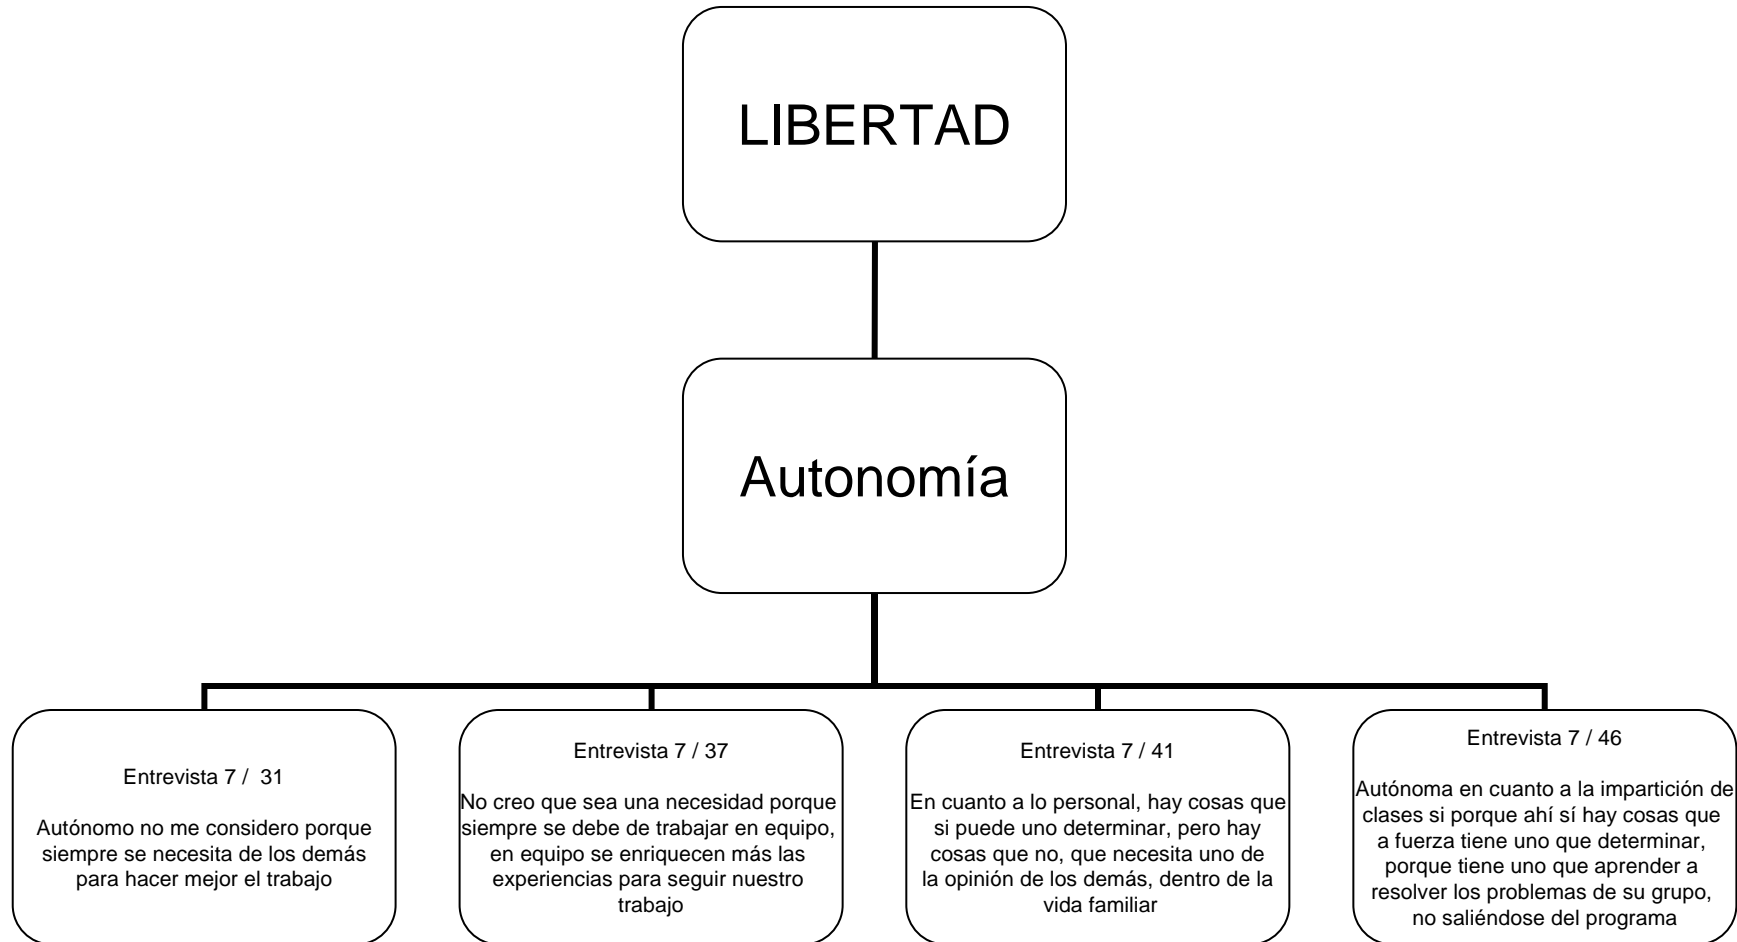 LIBERTAD
Autonomía
Entrevista 7 /  31
Autónomo no me considero porque
siempre se necesita de los demás
para hacer mejor el trabajo
Entrevista 7 / 37
No creo que sea una necesidad porque
siempre se debe de trabajar en equipo,
en equipo se enriquecen más las
experiencias para seguir nuestro
trabajo
Entrevista 7 / 41
En cuanto a lo personal, hay cosas que
si puede uno determinar, pero hay
cosas que no, que necesita uno de
la opinión de los demás, dentro de la
vida familiar
Entrevista 7 / 46
Autónoma en cuanto a la impartición de
clases si porque ahí sí hay cosas que
a fuerza tiene uno que determinar,
porque tiene uno que aprender a
resolver los problemas de su grupo,
no saliéndose del programa